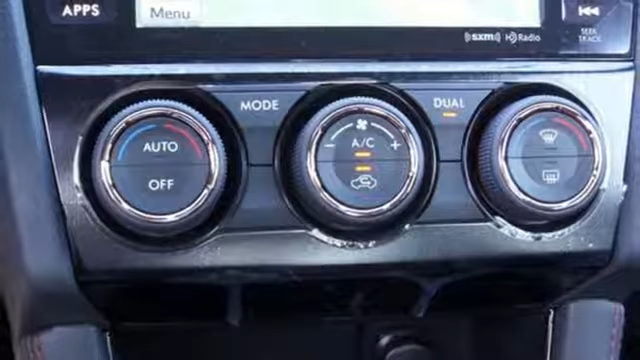 APPS
Menu
sxm HD Radio
SEEK
TRACK
MODE
DUAL
AUTO
OFF
- A/C +